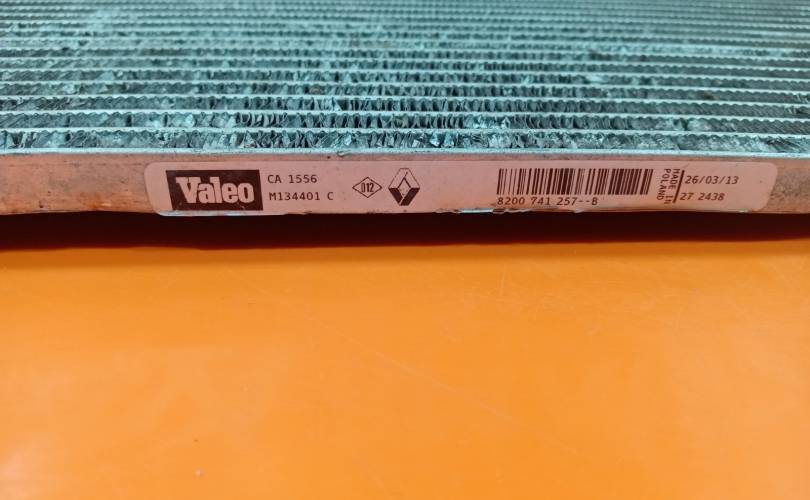 Valeo
CA 1556
M134401 C
D12
8200 741 257--B
MADE IN
POLAND
26/03/13
27 2438